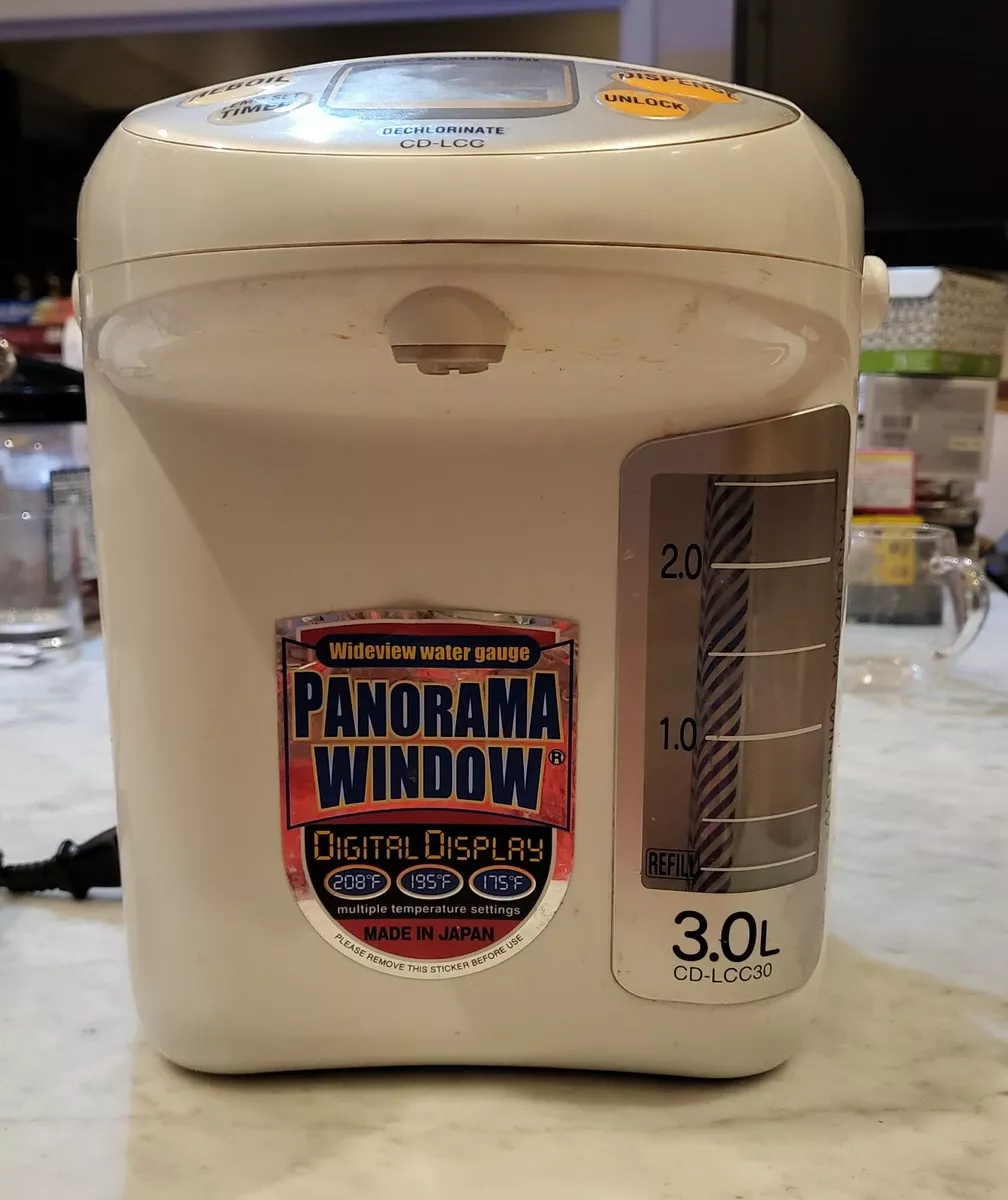 REBOIL
TIMER
DISPENSE
UNLOCK
DECHLORINATE
CD-LCC
2.0
1.0
REFILL
3.0L
CD-LCC30
Wideview water gauge
PANORAMA
WINDOW®
DIGITAL DISPLAY
208°F 195°F 175°F
multiple temperature settings
MADE IN JAPAN
PLEASE REMOVE THIS STICKER BEFORE USE
PANORAMA WINDOW